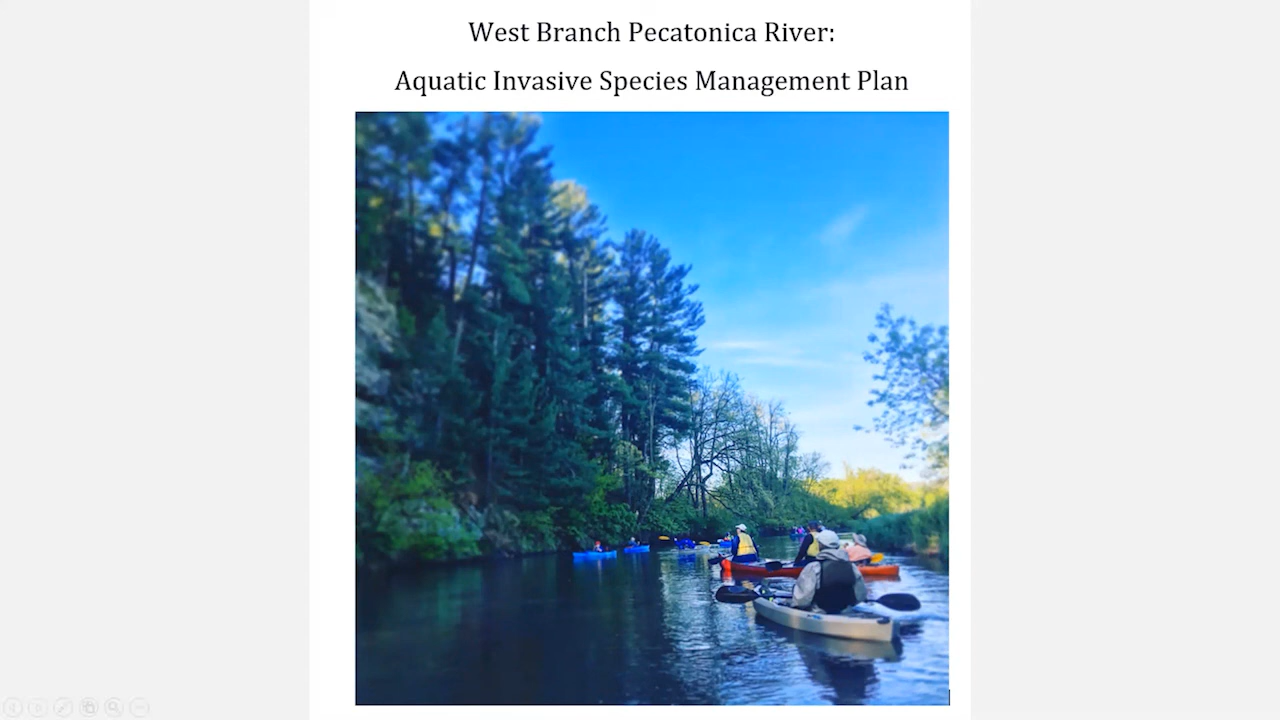 West Branch Pecatonica River:
Aquatic Invasive Species Management Plan